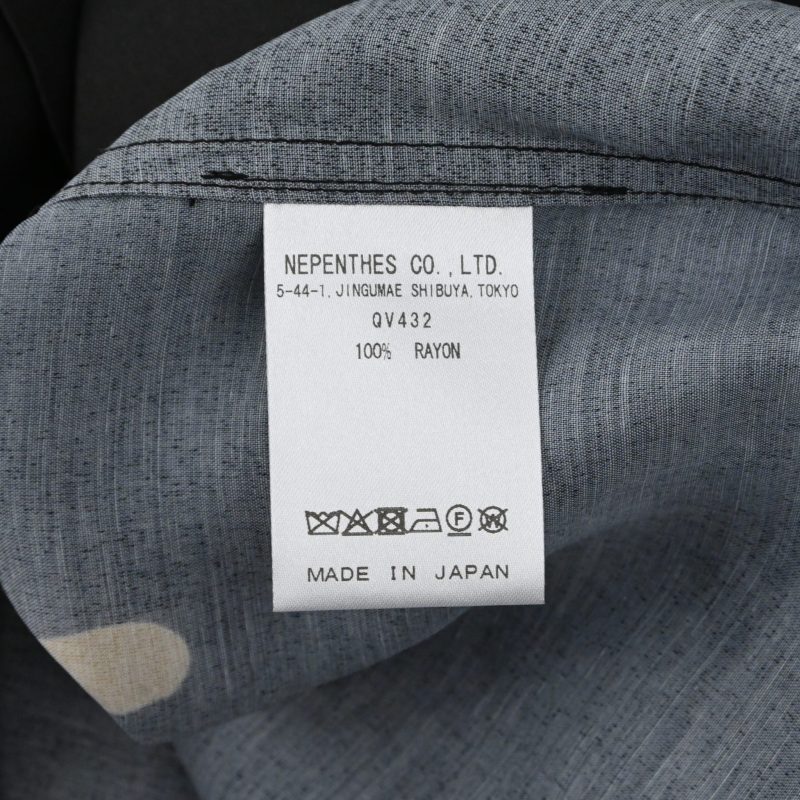 NEPENTHES CO.,LTD.
5-44-1, JINGUMAE SHIBUYA, TOKYO
QV432
100% RAYON
F W
MADE IN JAPAN